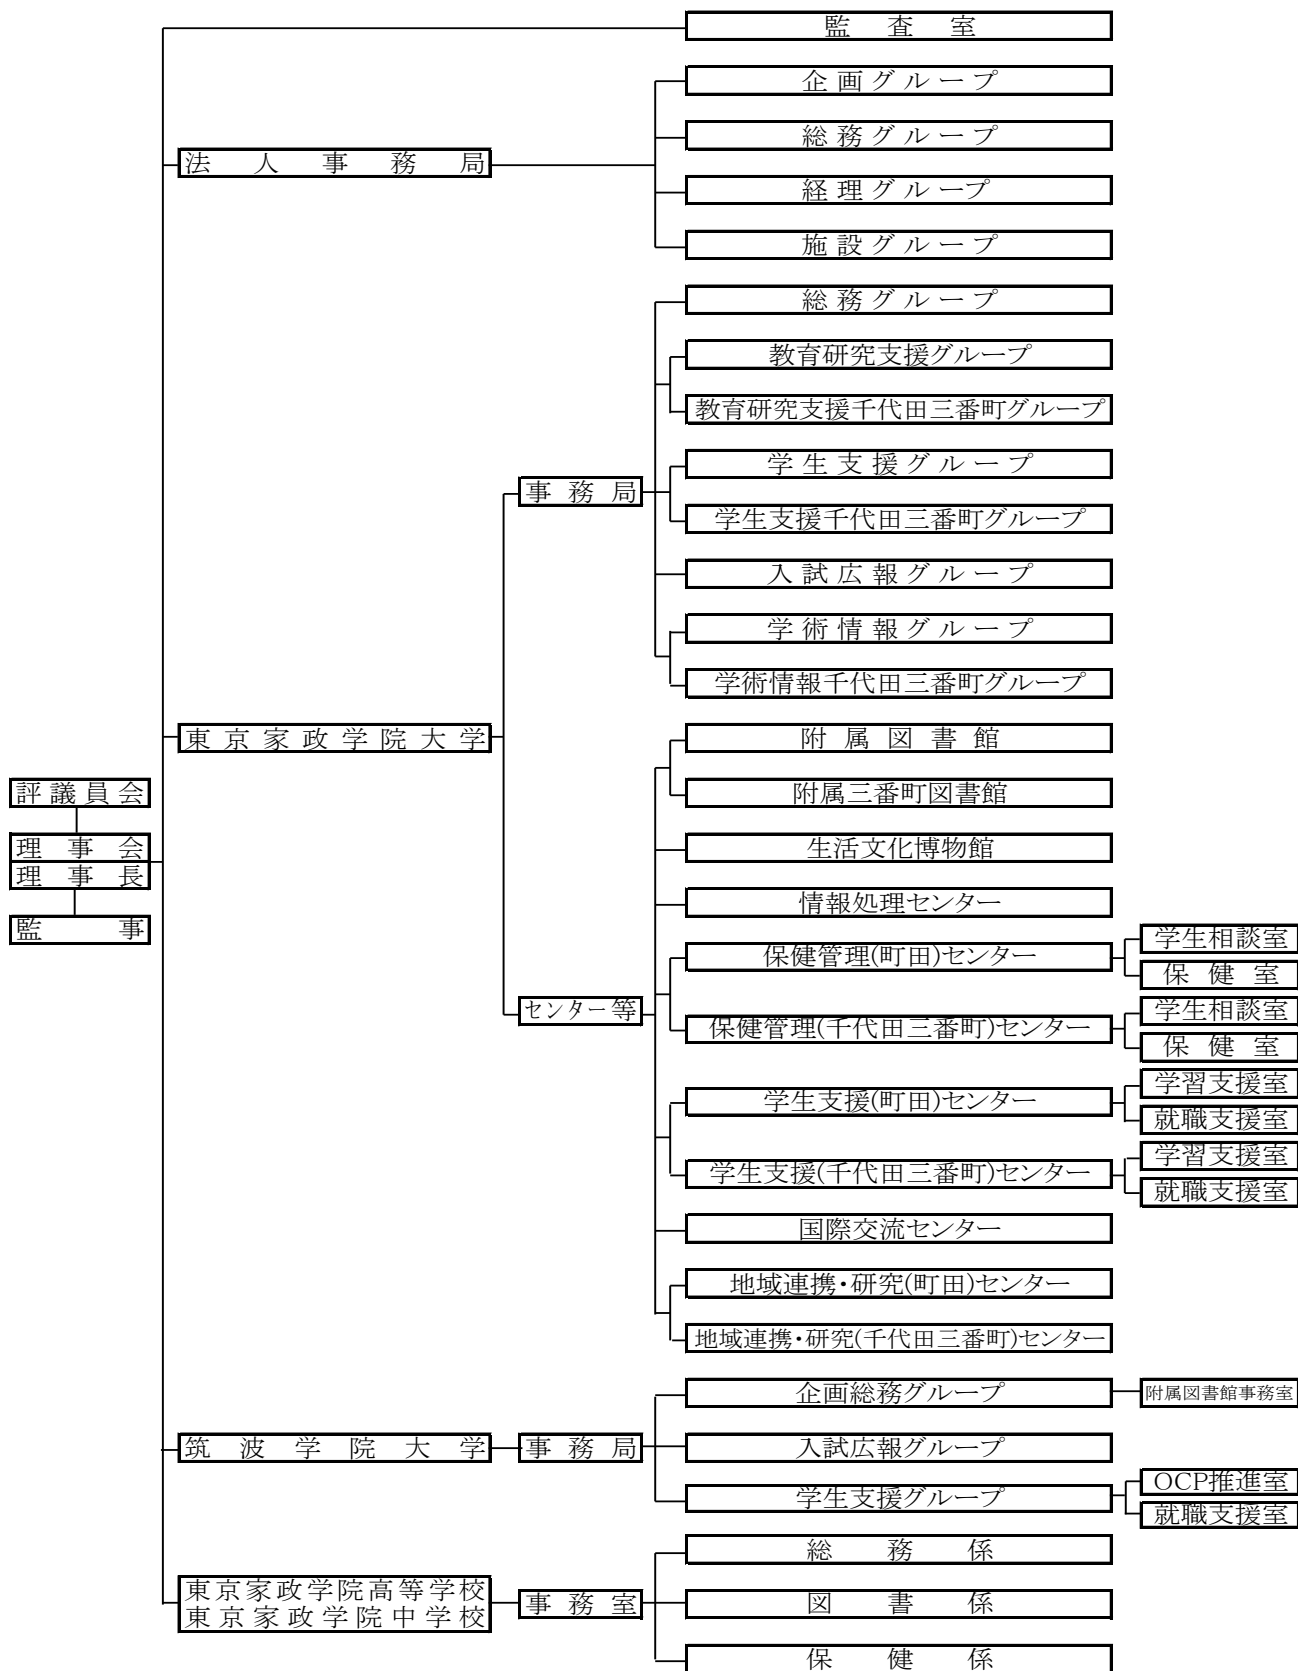 監査室
企画グループ
総務グループ
法人事務局
経理グループ
施設グループ
総務グループ
教育研究支援グループ
教育研究支援千代田三番町グループ
学生支援グループ
事務局
学生支援千代田三番町グループ
入試広報グループ
学術情報グループ
学術情報千代田三番町グループ
東京家政学院大学
附属図書館
評議員会
附属三番町図書館
理事会
理事長
生活文化博物館
監事
情報処理センター
保健管理(町田)センター
学生相談室
保健室
センター等
保健管理(千代田三番町)センター
学生相談室
保健室
学生支援(町田)センター
学習支援室
就職支援室
学生支援(千代田三番町)センター
学習支援室
就職支援室
国際交流センター
地域連携・研究(町田)センター
地域連携・研究(千代田三番町)センター
企画総務グループ
附属図書館事務室
筑波学院大学
事務局
入試広報グループ
学生支援グループ
OCP推進室
就職支援室
総務係
東京家政学院高等学校
東京家政学院中学校
事務室
図書係
保健係